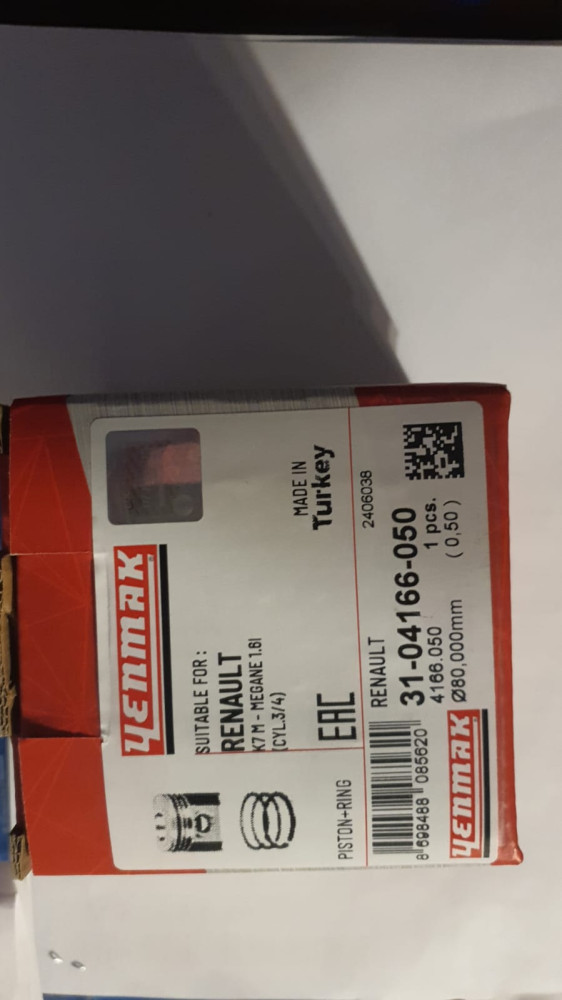 YENMAK
SUITABLE FOR :
RENAULT
K7M - MEGANE 1.6I
(CYL.3/4)
MADE IN
Turkey
EAC
PISTON+RING
RENAULT
2406038
31-04166-050
4166.050
1 pcs.
Ø80,000mm
( 0,50 )
8 698488 085620
YENMAK